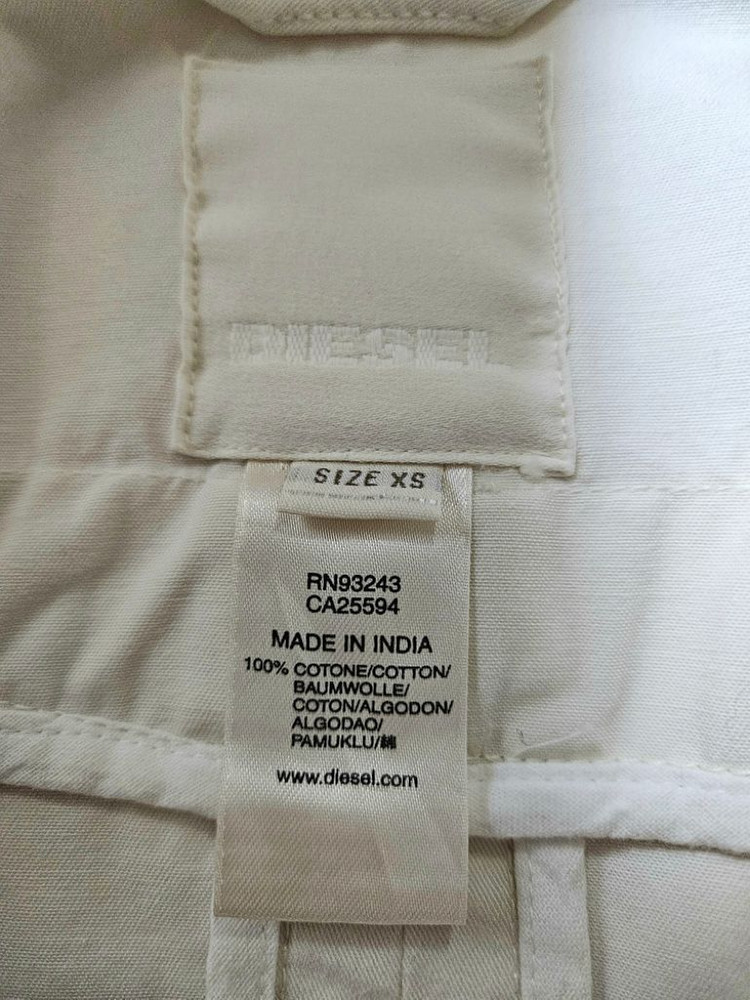 DIESEL
SIZE XS
RN93243
CA25594
MADE IN INDIA
100% COTONE/COTTON/
BAUMWOLLE/
COTON/ALGODON/
ALGODAO/
PAMUKLU/綿
www.diesel.com